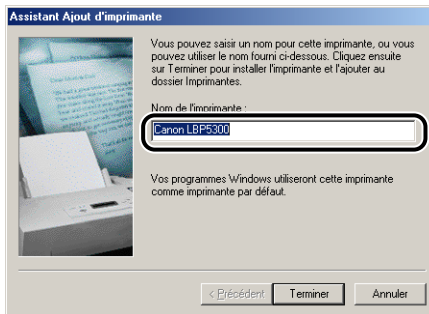 Assistant Ajout d'imprimante
Vous pouvez saisir un nom pour cette imprimante, ou vous
pouvez utiliser le nom fourni ci-dessous. Cliquez ensuite
sur Terminer pour installer l'imprimante et l'ajouter au
dossier Imprimantes.
Nom de l'imprimante :
Canon LBP5300
Vos programmes Windows utiliseront cette imprimante
comme imprimante par défaut.
< Précédent
Terminer
Annuler